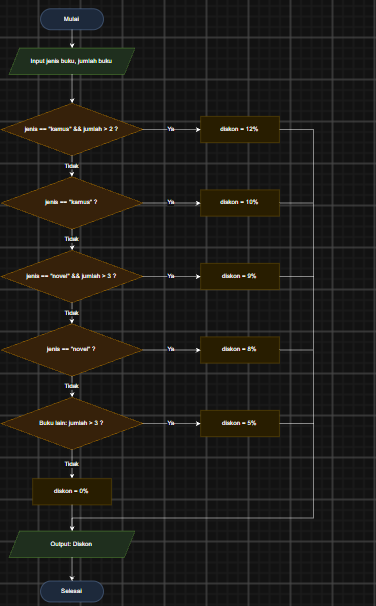 Mulai
Input jenis buku, jumlah buku
jenis == "kamus" && jumlah > 2 ?
Ya
diskon = 12%
Tidak
jenis == "kamus" ?
Ya
diskon = 10%
Tidak
jenis == "novel" && jumlah > 3 ?
Ya
diskon = 9%
Tidak
jenis == "novel" ?
Ya
diskon = 8%
Tidak
Buku lain: jumlah > 3 ?
Ya
diskon = 5%
Tidak
diskon = 0%
Output: Diskon
Selesai